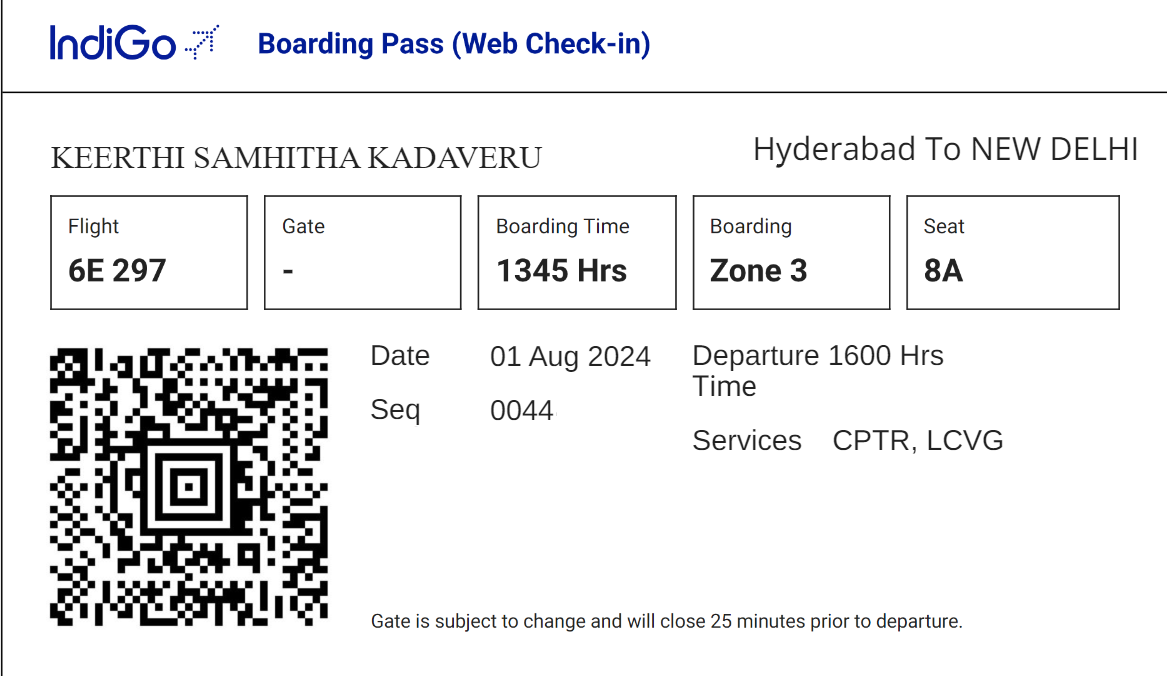 IndiGo Boarding Pass (Web Check-in)
KEERTHI SAMHITHA KADAVERU Hyderabad To NEW DELHI
Flight Gate Boarding Time Boarding Seat
6E 297 - 1345 Hrs Zone 3 8A
Date 01 Aug 2024 Departure 1600 Hrs
Time
Seq 0044
Services CPTR, LCVG
Gate is subject to change and will close 25 minutes prior to departure.